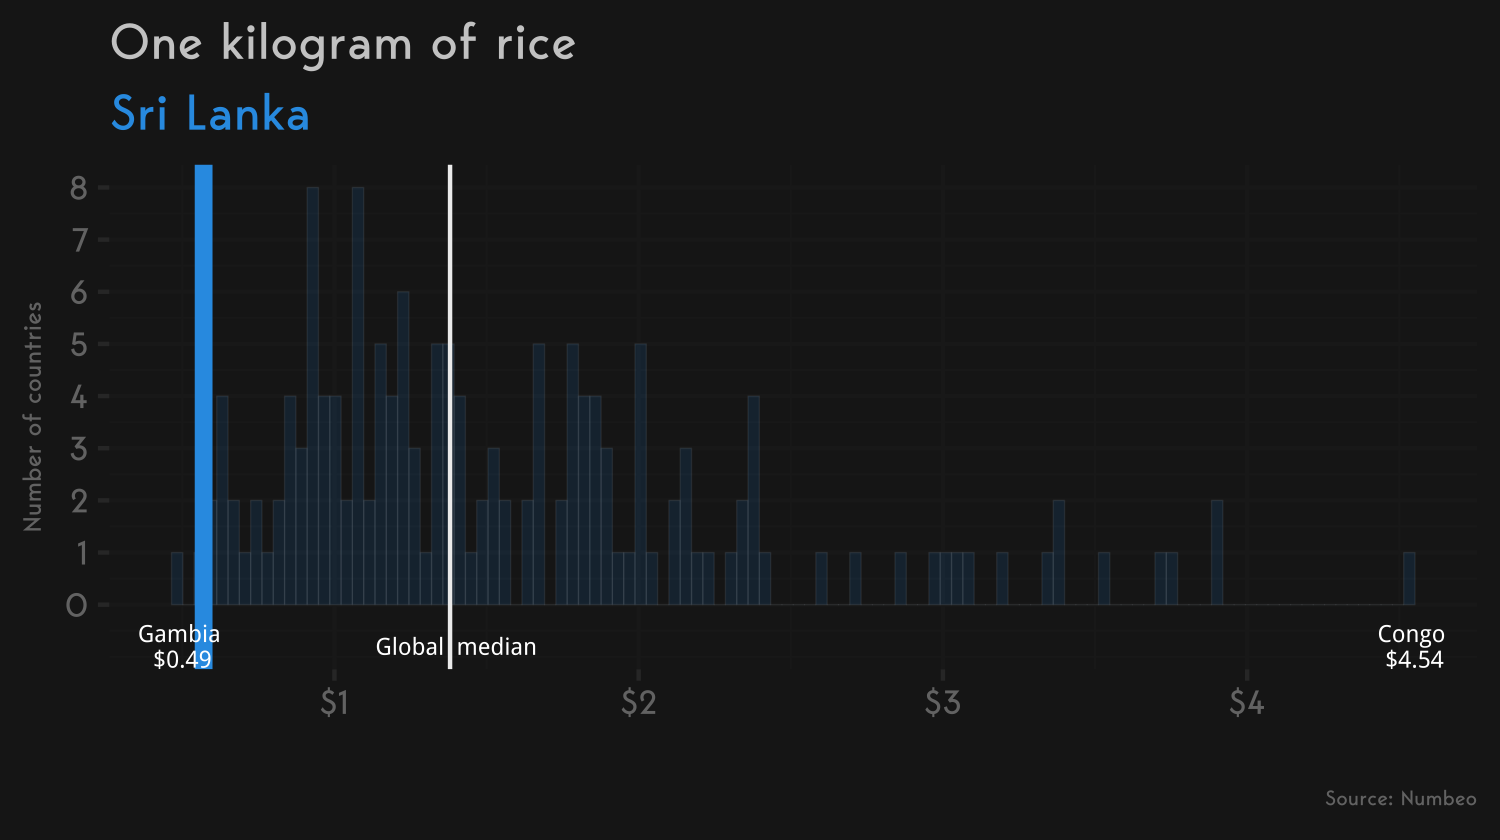 One kilogram of rice
Sri Lanka
Number of countries
8
7
6
5
4
3
2
1
0
Gambia
$0.49
Global median
Congo
$4.54
$1
$2
$3
$4
Source: Numbeo